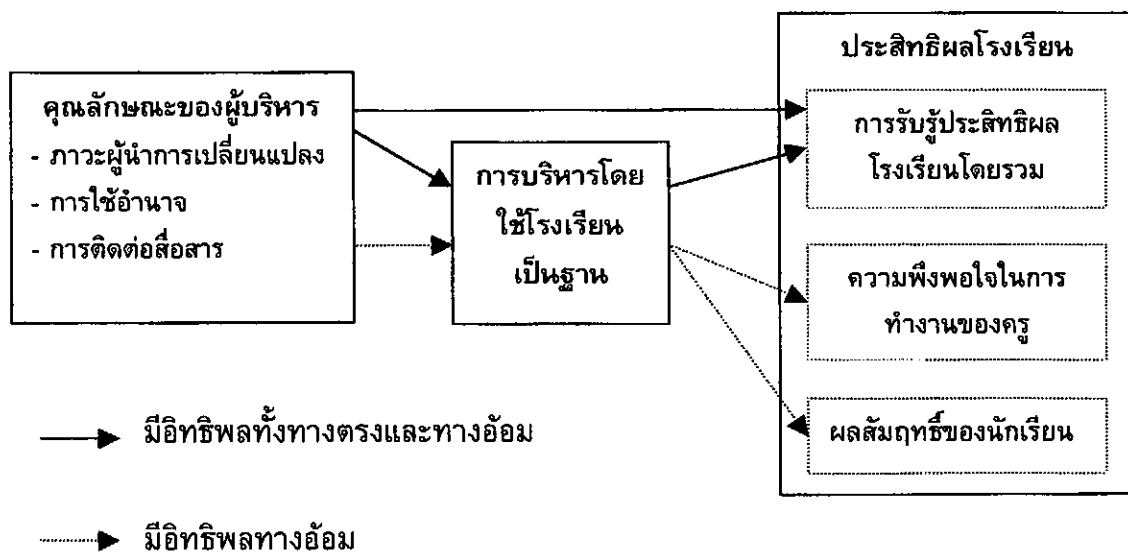 คุณลักษณะของผู้บริหาร
- ภาวะผู้นำการเปลี่ยนแปลง
- การใช้อำนาจ
- การติดต่อสื่อสาร
การบริหารโดย
ใช้โรงเรียน
เป็นฐาน
ประสิทธิผลโรงเรียน
การรับรู้ประสิทธิผล
โรงเรียนโดยรวม
ความพึงพอใจในการ
ทำงานของครู
ผลสัมฤทธิ์ของนักเรียน
มีอิทธิพลทั้งทางตรงและทางอ้อม
มีอิทธิพลทางอ้อม